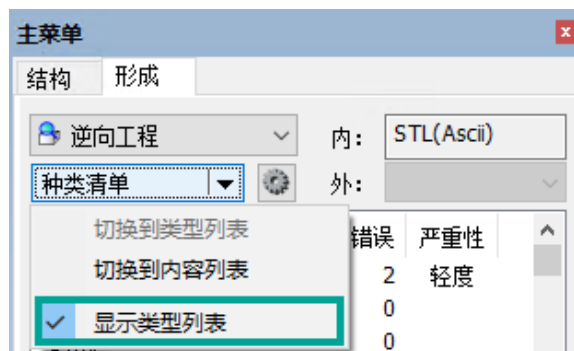 主菜单
x
结构 形成
逆向工程 内: STL(Ascii)
种类清单 外:
切换到类型列表 错误 严重性
切换到内容列表 2 轻度
0
显示类型列表
0